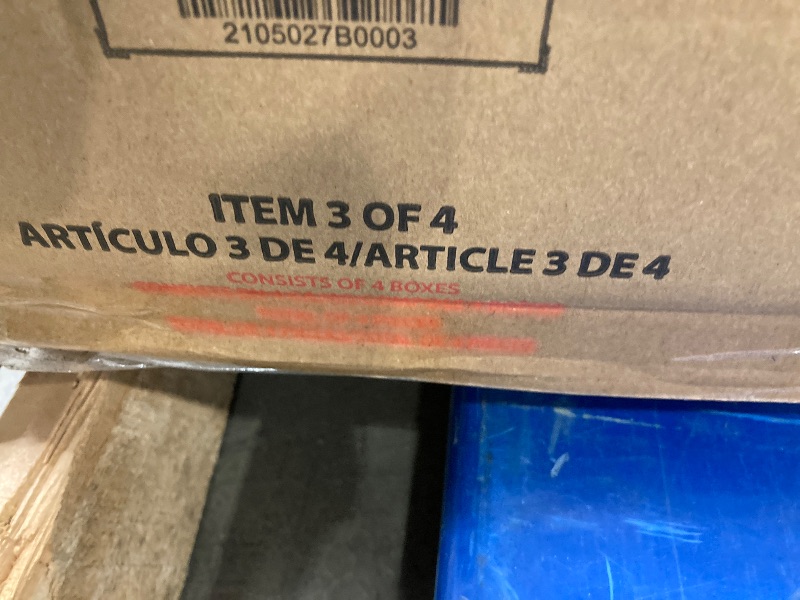 2105027B0003
ITEM 3 OF 4
ARTÍCULO 3 DE 4/ARTICLE 3 DE 4
CONSISTS OF 4 BOXES